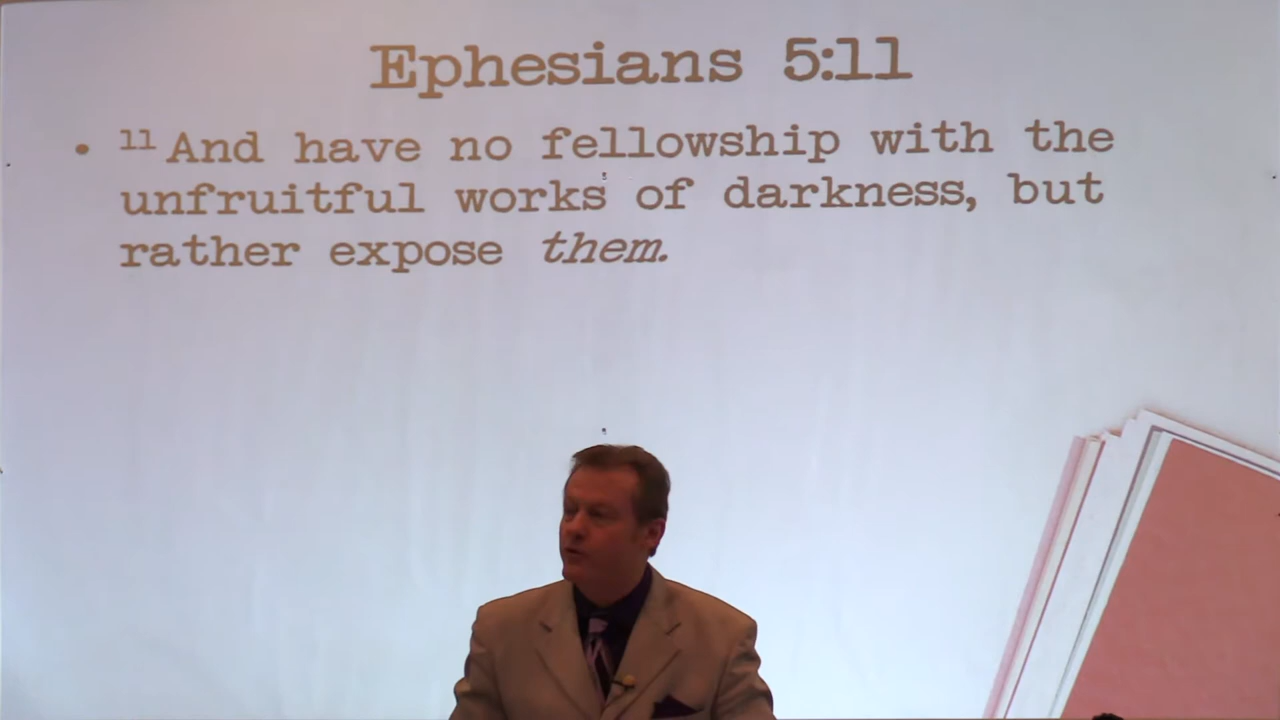 Ephesians 5:11
• 11 And have no fellowship with the
unfruitful works of darkness, but
rather expose them.